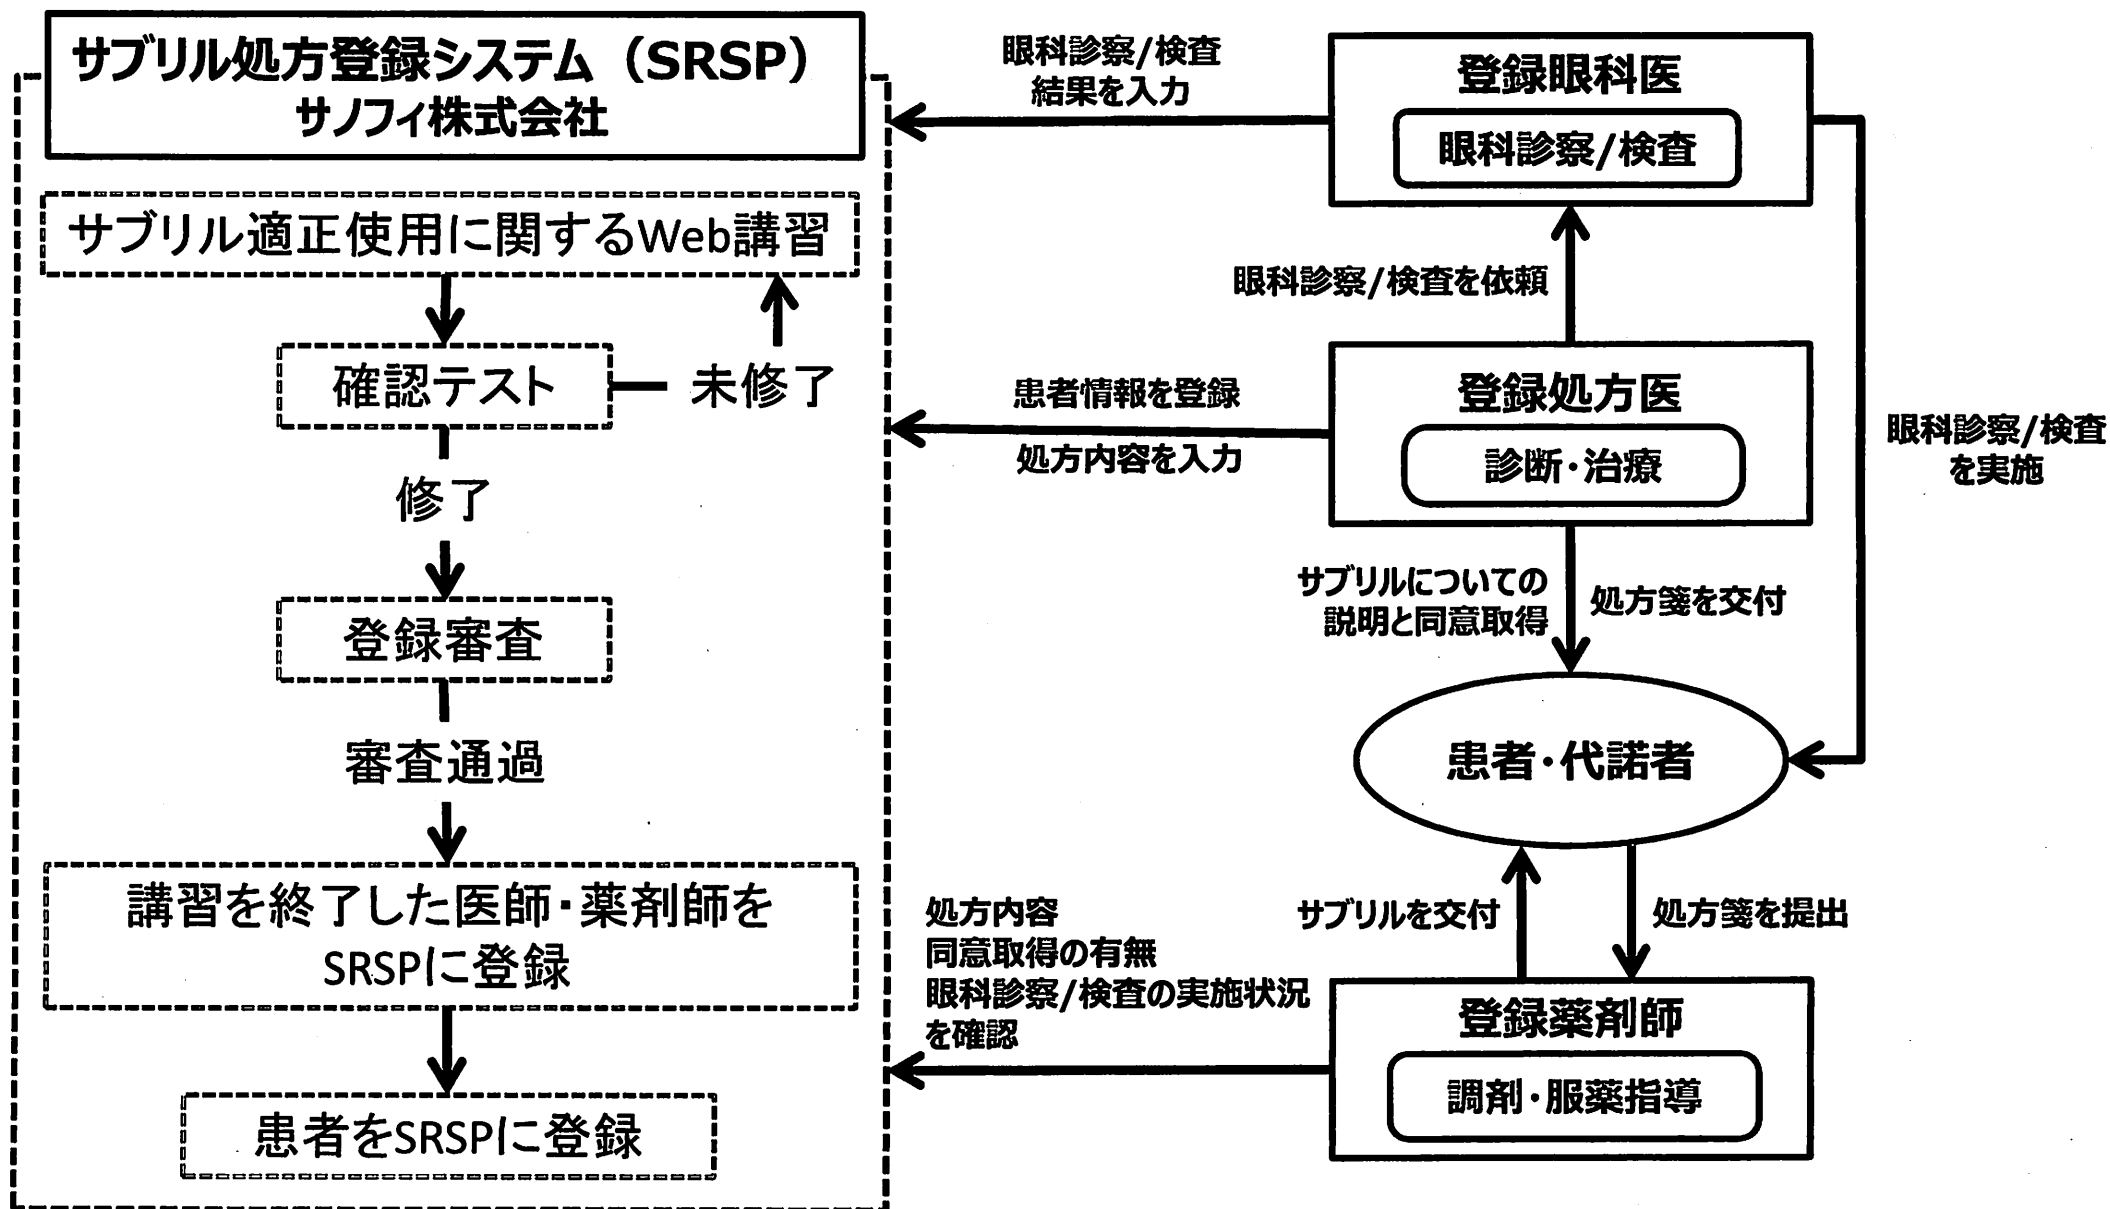 サブリル処方登録システム（SRSP）
サノフィ株式会社
サブリル適正使用に関するWeb講習
確認テスト
未修了
修了
登録審査
審査通過
講習を終了した医師・薬剤師を
SRSPに登録
患者をSRSPに登録
眼科診察/検査
結果を入力
登録眼科医
眼科診察/検査
眼科診察/検査を依頼
患者情報を登録
処方内容を入力
登録処方医
診断・治療
眼科診察/検査
を実施
サブリルについての
説明と同意取得
処方箋を交付
患者・代諾者
処方内容
同意取得の有無
眼科診察/検査の実施状況
を確認
サブリルを交付
処方箋を提出
登録薬剤師
調剤・服薬指導